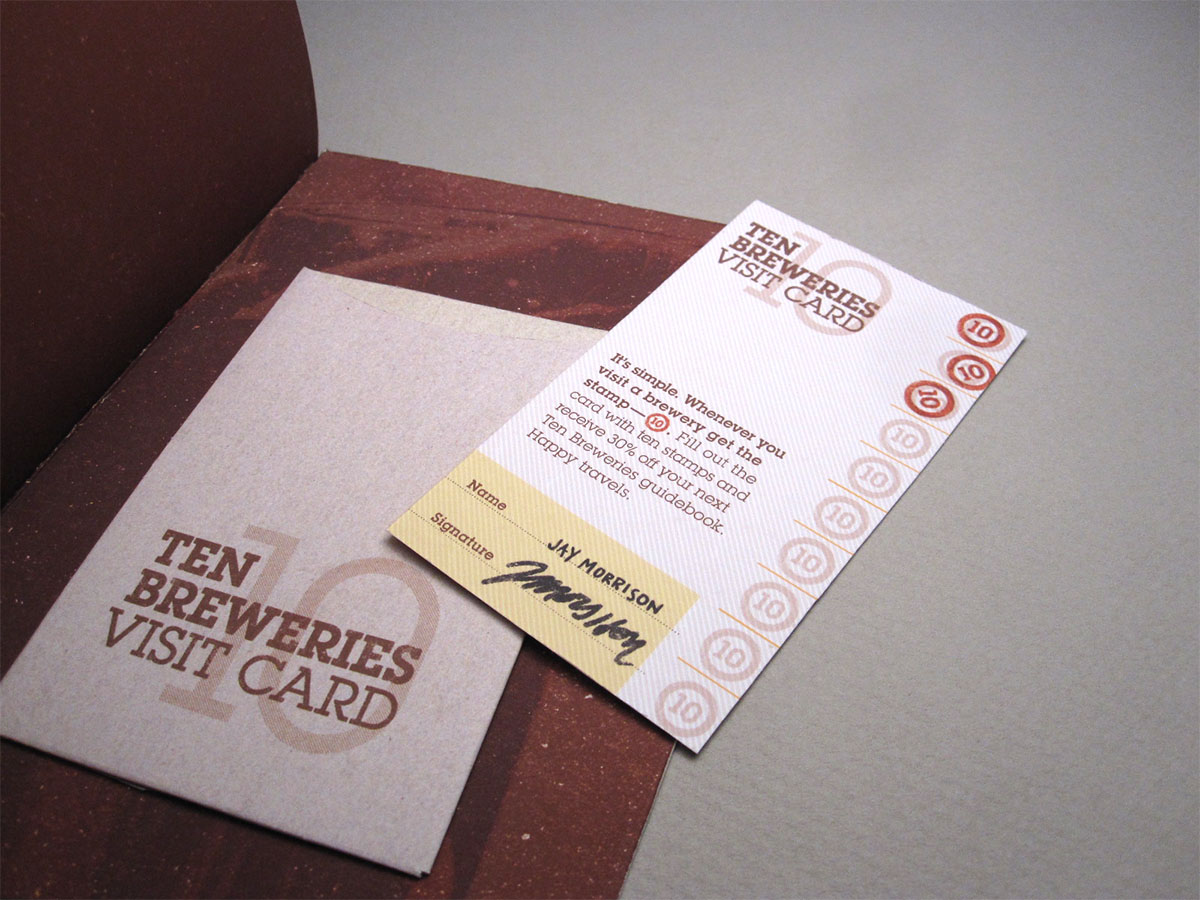 TEN
BREWERIES
VISIT CARD
10
TEN
BREWERIES
VISIT CARD
10
It's simple. Whenever you
visit a brewery get the
stamp—10. Fill out the
card with ten stamps and
receive 30% off your next
Ten Breweries guidebook.
Happy travels.
Name JAY MORRISON
Signature
10
10
10
10
10
10
10
10
10
10